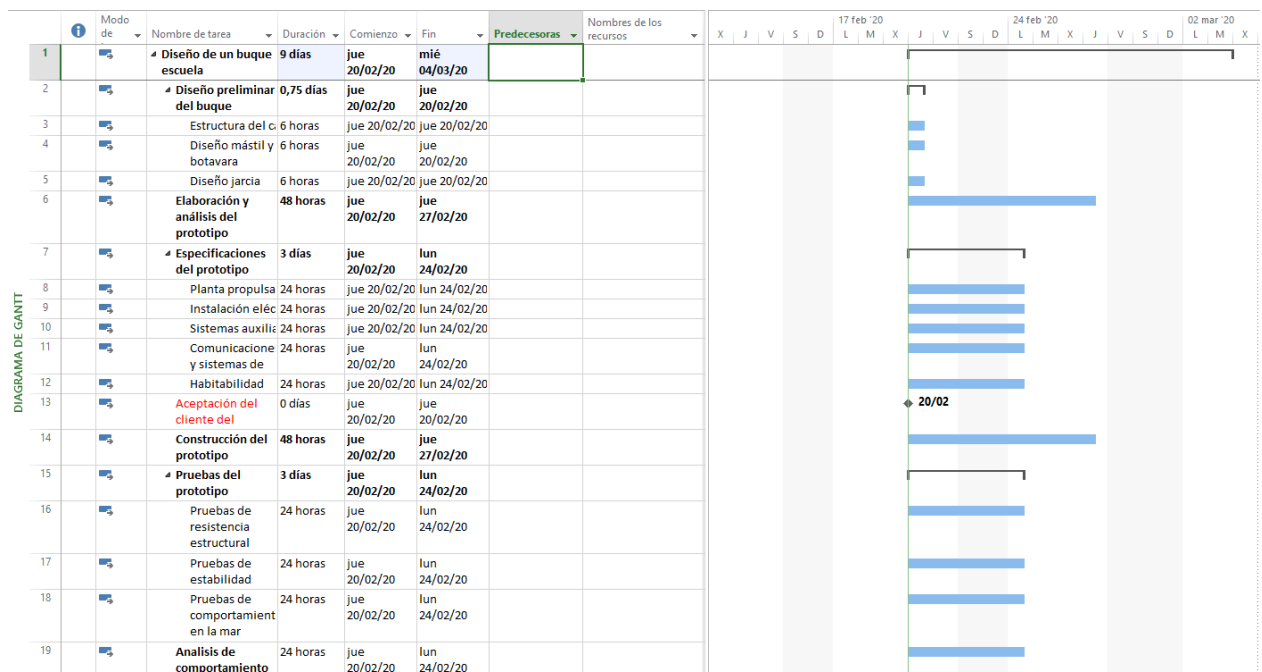 Modo de
Nombre de tarea
Duración
Comienzo
Fin
Predecesoras
Nombres de los recursos
17 feb '20
24 feb '20
02 mar '20
X J V S D L M X J V S D L M X J V S D L M X
DIAGRAMA DE GANTT
1 Diseño de un buque 9 días jue mié
escuela 20/02/20 04/03/20
2 Diseño preliminar 0,75 días jue jue
del buque 20/02/20 20/02/20
3 Estructura del ca 6 horas jue 20/02/20 jue 20/02/20
4 Diseño mástil y 6 horas jue jue
botavara 20/02/20 20/02/20
5 Diseño jarcia 6 horas jue 20/02/20 jue 20/02/20
6 Elaboración y 48 horas jue jue
análisis del 20/02/20 27/02/20
prototipo
7 Especificaciones 3 días jue lun
del prototipo 20/02/20 24/02/20
8 Planta propulsa 24 horas jue 20/02/20 lun 24/02/20
9 Instalación eléc 24 horas jue 20/02/20 lun 24/02/20
10 Sistemas auxilia 24 horas jue 20/02/20 lun 24/02/20
11 Comunicacione 24 horas jue lun
y sistemas de 20/02/20 24/02/20
12 Habitabilidad 24 horas jue 20/02/20 lun 24/02/20
13 Aceptación del 0 días jue jue 20/02
cliente del 20/02/20 20/02/20
14 Construcción del 48 horas jue jue
prototipo 20/02/20 27/02/20
15 Pruebas del 3 días jue lun
prototipo 20/02/20 24/02/20
16 Pruebas de 24 horas jue lun
resistencia 20/02/20 24/02/20
estructural
17 Pruebas de 24 horas jue lun
estabilidad 20/02/20 24/02/20
18 Pruebas de 24 horas jue lun
comportamient 20/02/20 24/02/20
en la mar
19 Analisis de 24 horas jue lun
comportamiento 20/02/20 24/02/20